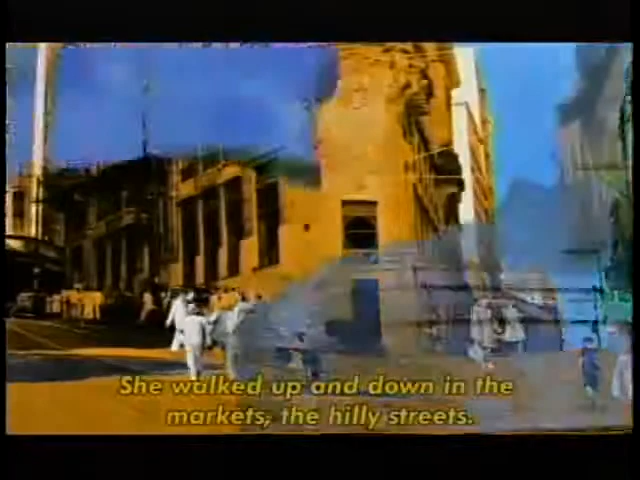 She walked up and down in the
markets, the hilly streets.